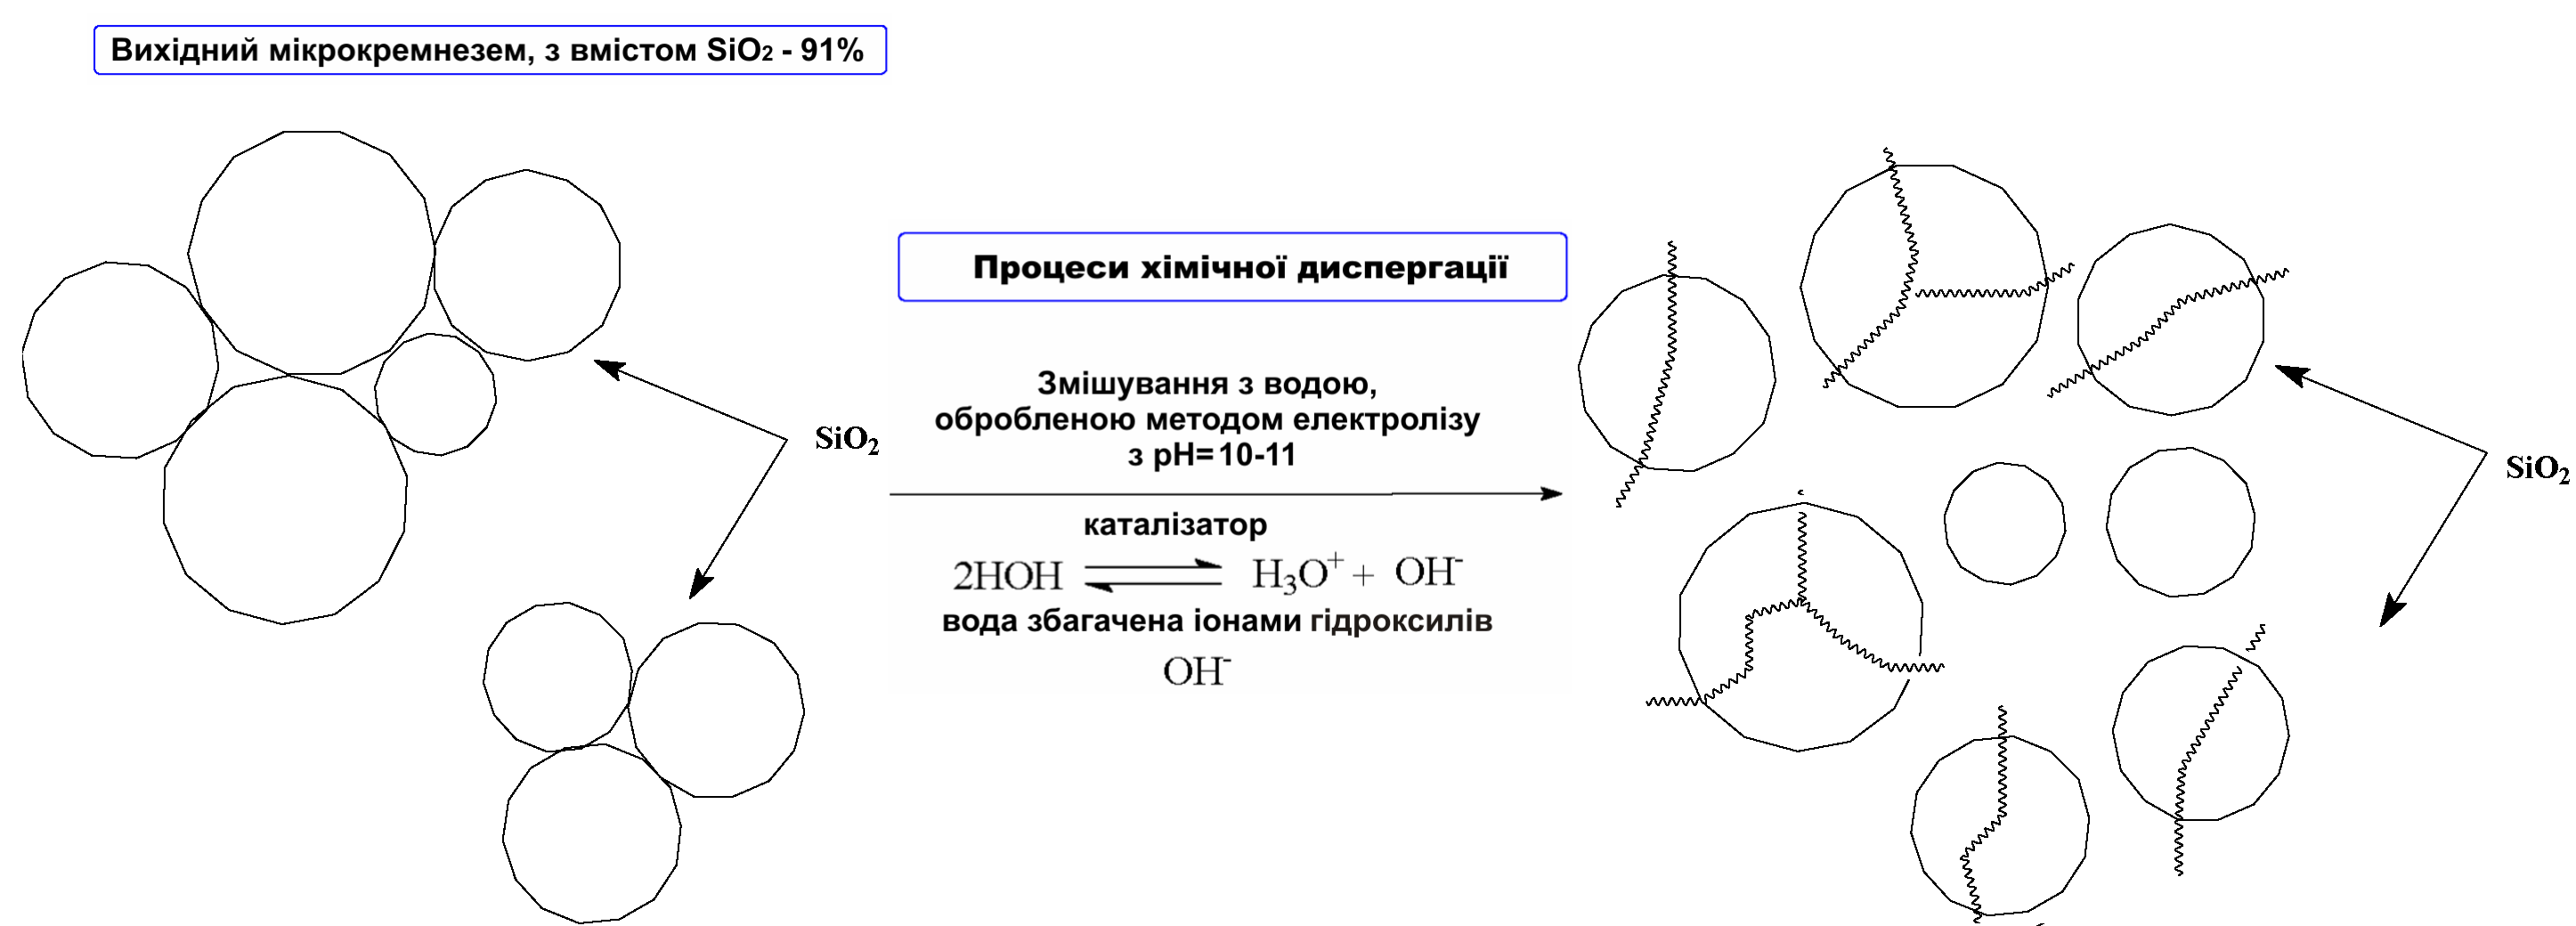 Вихідний мікрокремнезем, з вмістом SiO₂ - 91%
Процеси хімічної диспергації
Змішування з водою,
обробленою методом електролізу
з pH=10-11
SiO₂
SiO₂
каталізатор
2HOH ⇌ H₃O⁺ + OH⁻
вода збагачена іонами гідроксилів
OH⁻